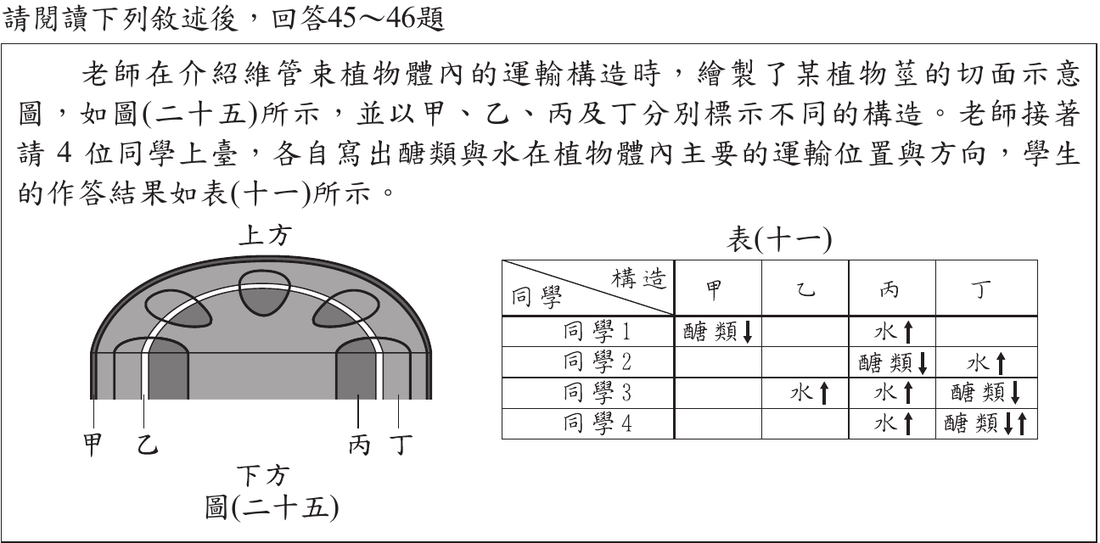 請閱讀下列敘述後，回答45～46題
老師在介紹維管束植物體內的運輸構造時，繪製了某植物莖的切面示意
圖，如圖(二十五)所示，並以甲、乙、丙及丁分別標示不同的構造。老師接著
請 4 位同學上臺，各自寫出醣類與水在植物體內主要的運輸位置與方向，學生
的作答結果如表(十一)所示。
上方
甲 乙 丙 丁
下方
圖(二十五)
表(十一)
同學 構造 甲 乙 丙 丁
同學1 醣類↓ 水↑
同學2 醣類↓ 水↑
同學3 水↑ 水↑ 醣類↓
同學4 水↑ 醣類↓↑